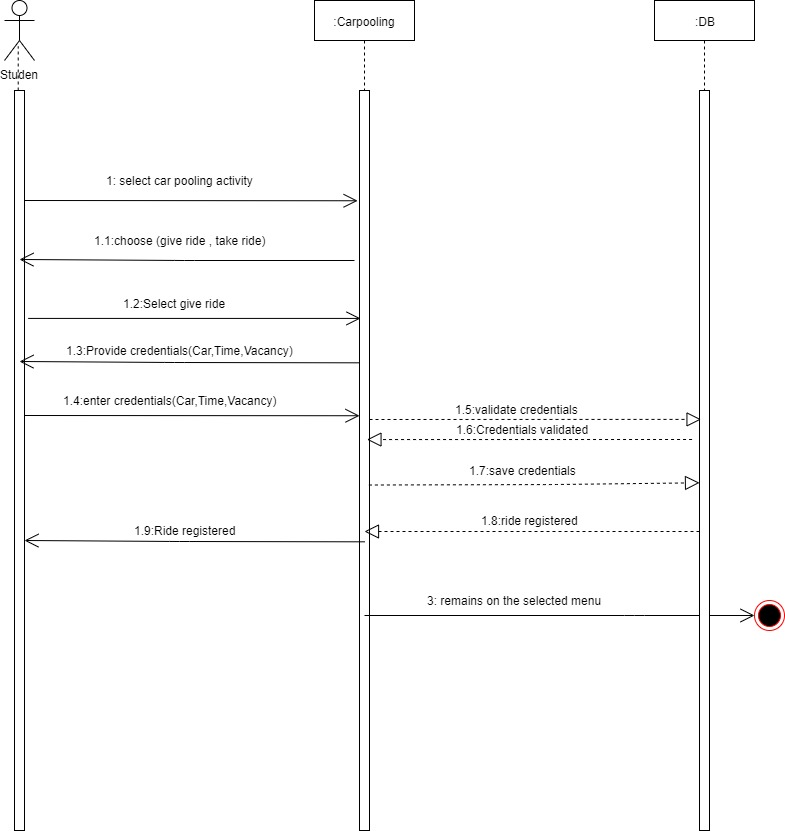 :Carpooling
:DB
Studen
1: select car pooling activity
1.1:choose (give ride , take ride)
1.2:Select give ride
1.3:Provide credentials(Car,Time,Vacancy)
1.4:enter credentials(Car,Time,Vacancy)
1.5:validate credentials
1.6:Credentials validated
1.7:save credentials
1.8:ride registered
1.9:Ride registered
3: remains on the selected menu